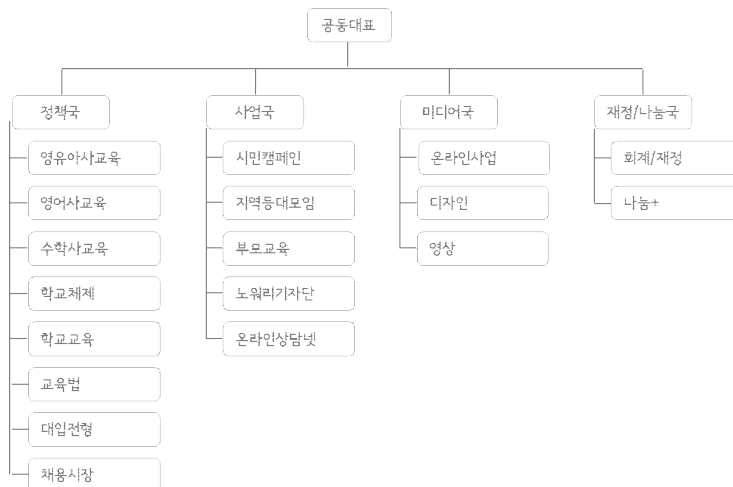 공동대표
정책국
영유아사교육
영어사교육
수학사교육
학교체제
학교교육
교육법
대입전형
채용시장
사업국
시민캠페인
지역등대모임
부모교육
노워리기자단
온라인상담넷
미디어국
온라인사업
디자인
영상
재정/나눔국
회계/재정
나눔+